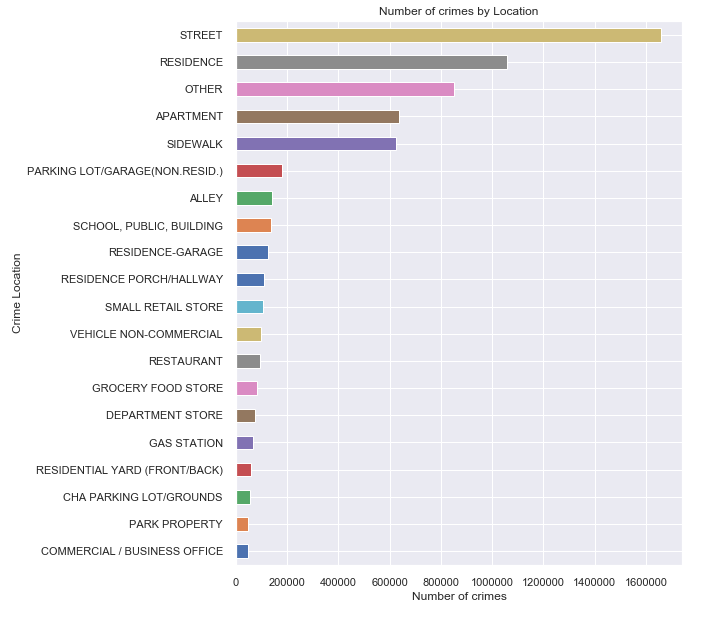 Number of crimes by Location
Crime Location
STREET
RESIDENCE
OTHER
APARTMENT
SIDEWALK
PARKING LOT/GARAGE(NON.RESID.)
ALLEY
SCHOOL, PUBLIC, BUILDING
RESIDENCE-GARAGE
RESIDENCE PORCH/HALLWAY
SMALL RETAIL STORE
VEHICLE NON-COMMERCIAL
RESTAURANT
GROCERY FOOD STORE
DEPARTMENT STORE
GAS STATION
RESIDENTIAL YARD (FRONT/BACK)
CHA PARKING LOT/GROUNDS
PARK PROPERTY
COMMERCIAL / BUSINESS OFFICE
0 200000 400000 600000 800000 1000000 1200000 1400000 1600000
Number of crimes